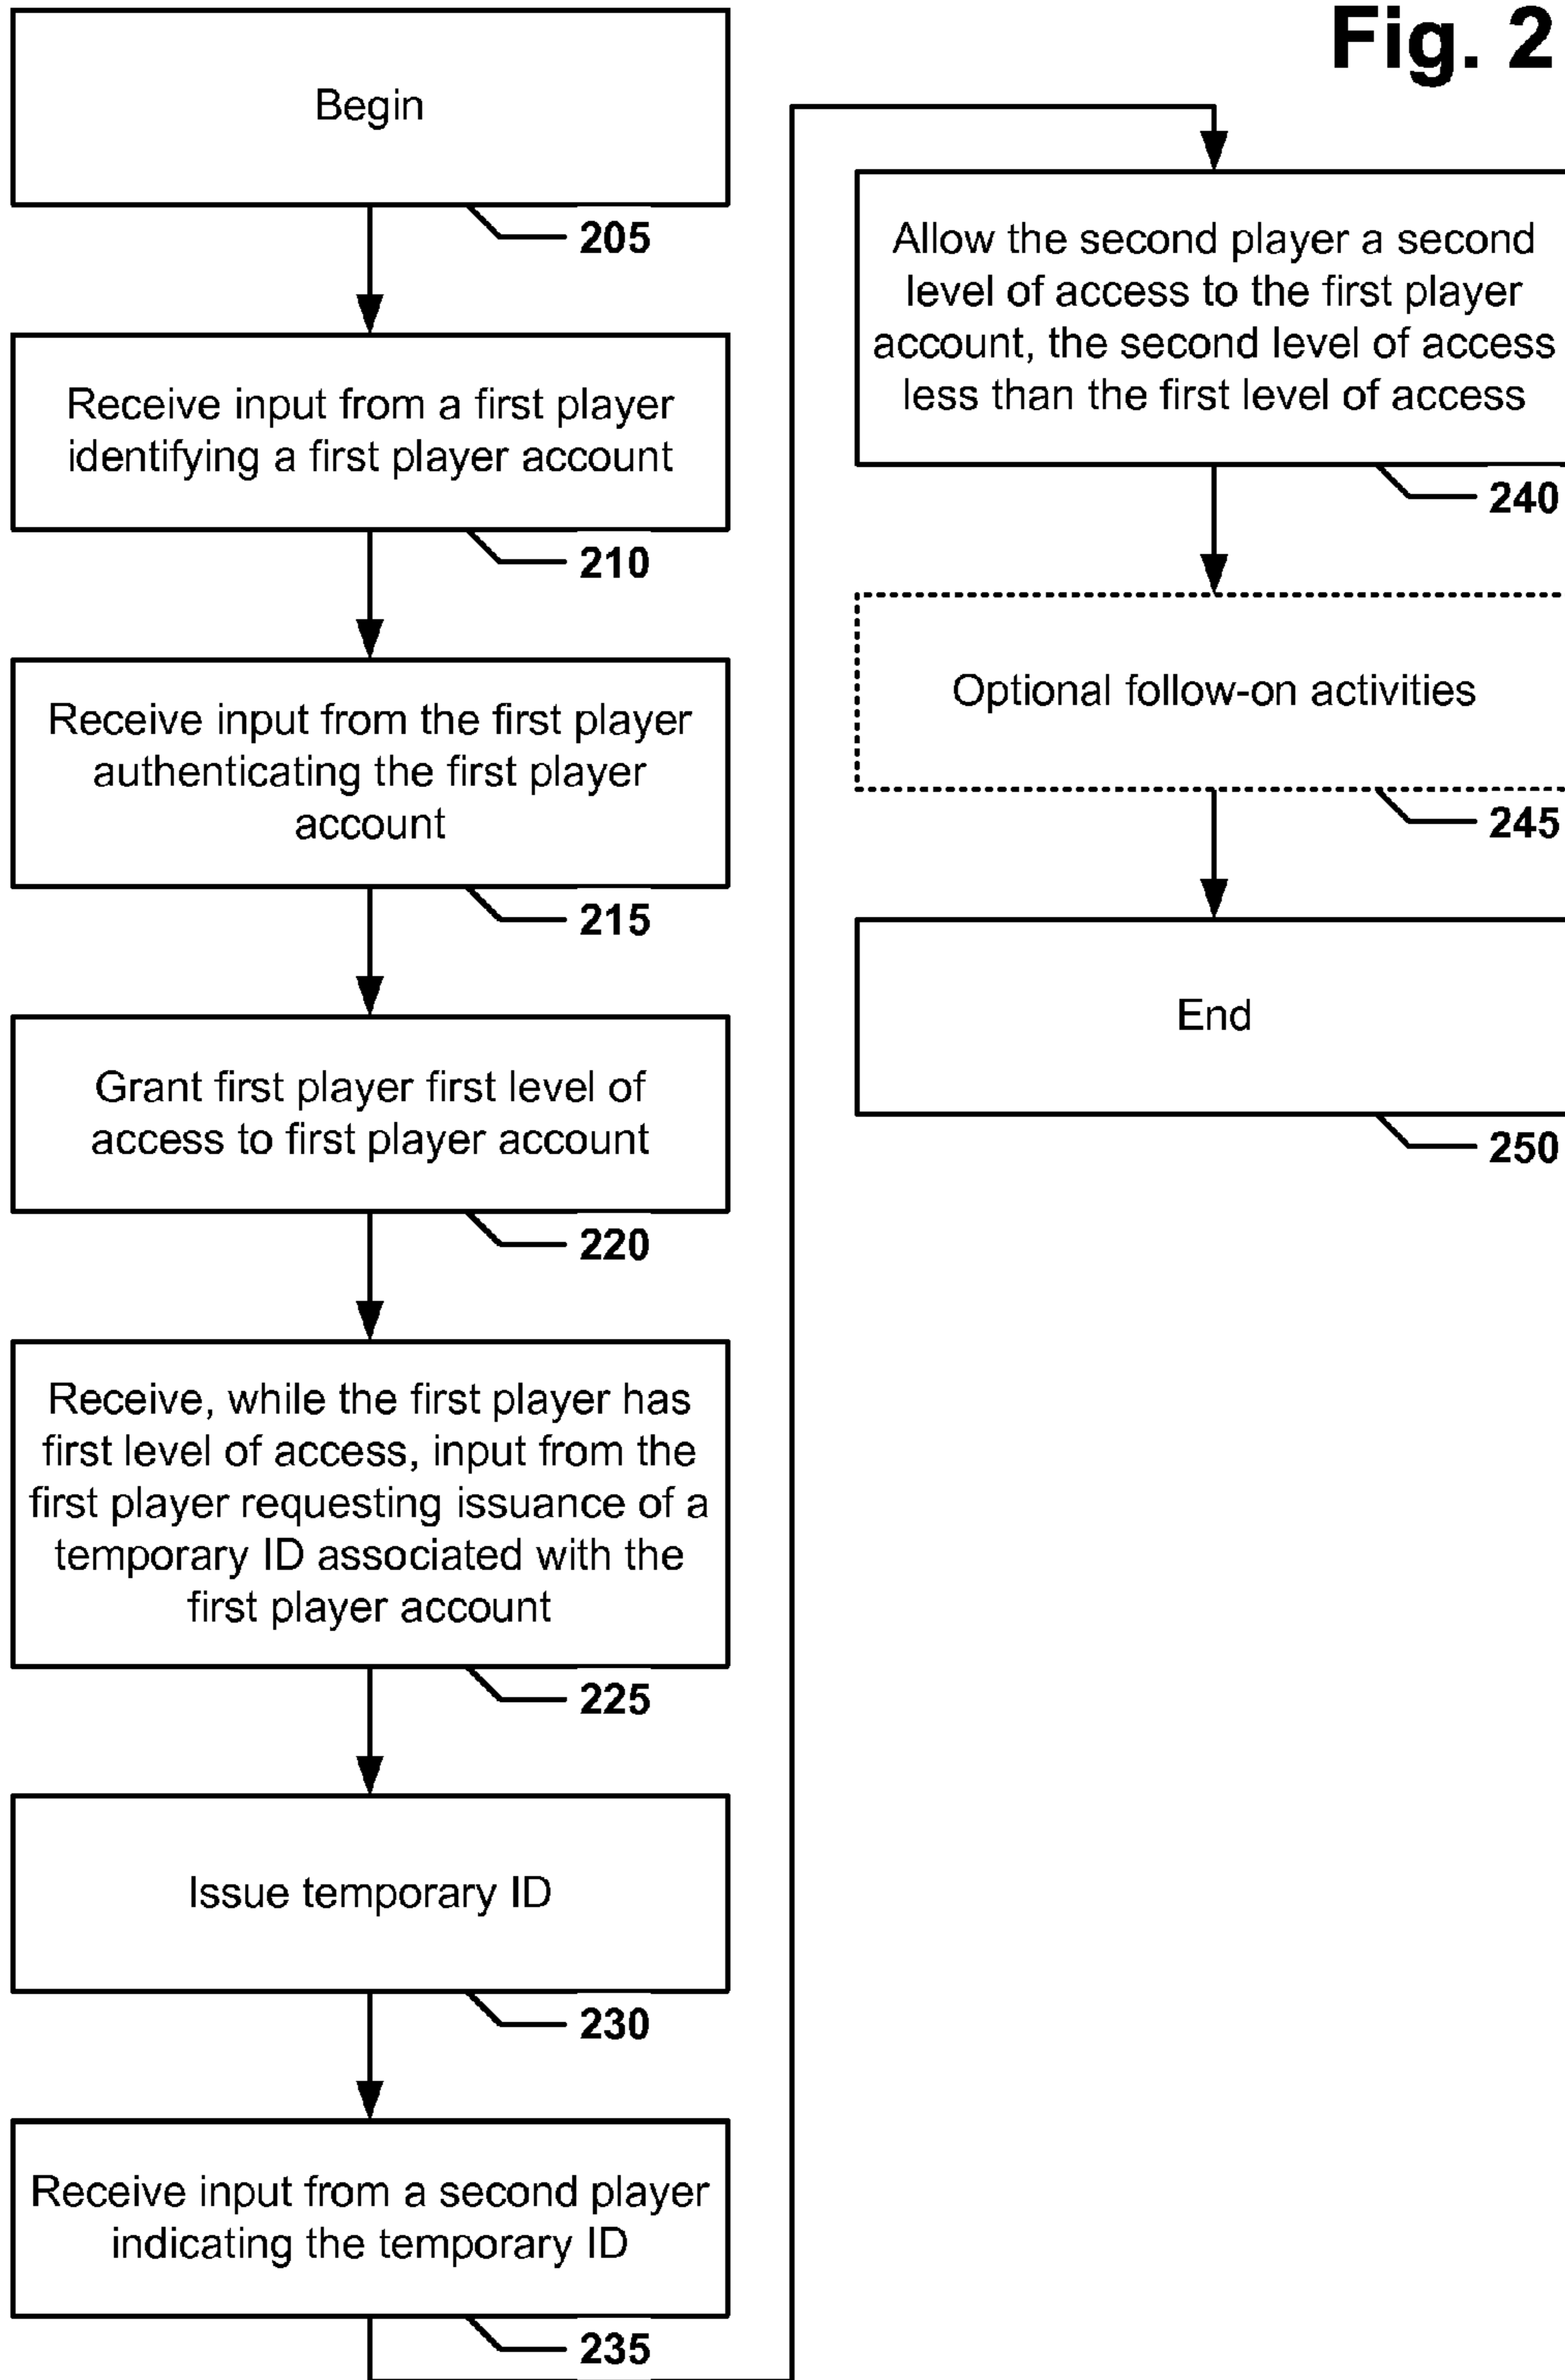 Fig. 2
Begin
205
Receive input from a first player
identifying a first player account
210
Receive input from the first player
authenticating the first player
account
215
Grant first player first level of
access to first player account
220
Receive, while the first player has
first level of access, input from the
first player requesting issuance of a
temporary ID associated with the
first player account
225
Issue temporary ID
230
Receive input from a second player
indicating the temporary ID
235
Allow the second player a second
level of access to the first player
account, the second level of access
less than the first level of access
240
Optional follow-on activities
245
End
250